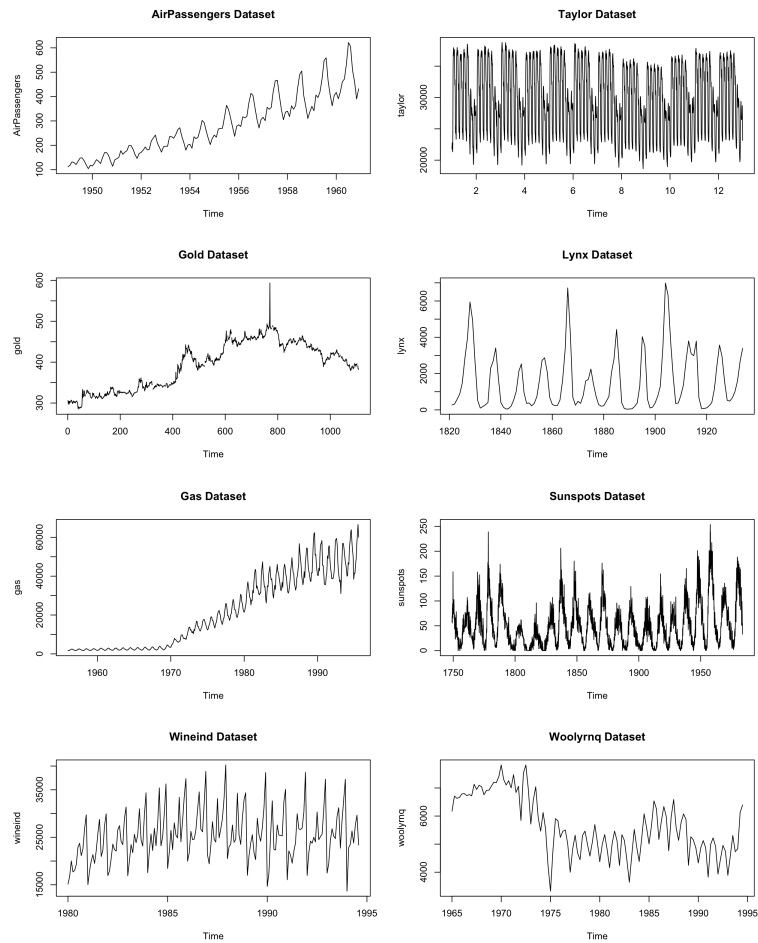 AirPassengers Dataset
AirPassengers
600
500
400
300
200
100
1950 1952 1954 1956 1958 1960
Time
Taylor Dataset
taylor
30000
20000
2 4 6 8 10 12
Time
Gold Dataset
gold
600
500
400
300
0 200 400 600 800 1000
Time
Lynx Dataset
lynx
6000
4000
2000
0
1820 1840 1860 1880 1900 1920
Time
Gas Dataset
gas
60000
40000
20000
0
1960 1970 1980 1990
Time
Sunspots Dataset
sunspots
250
200
150
100
50
0
1750 1800 1850 1900 1950
Time
Wineind Dataset
wineind
35000
25000
15000
1980 1985 1990 1995
Time
Woolyrnq Dataset
woolyrnq
6000
4000
1965 1970 1975 1980 1985 1990 1995
Time